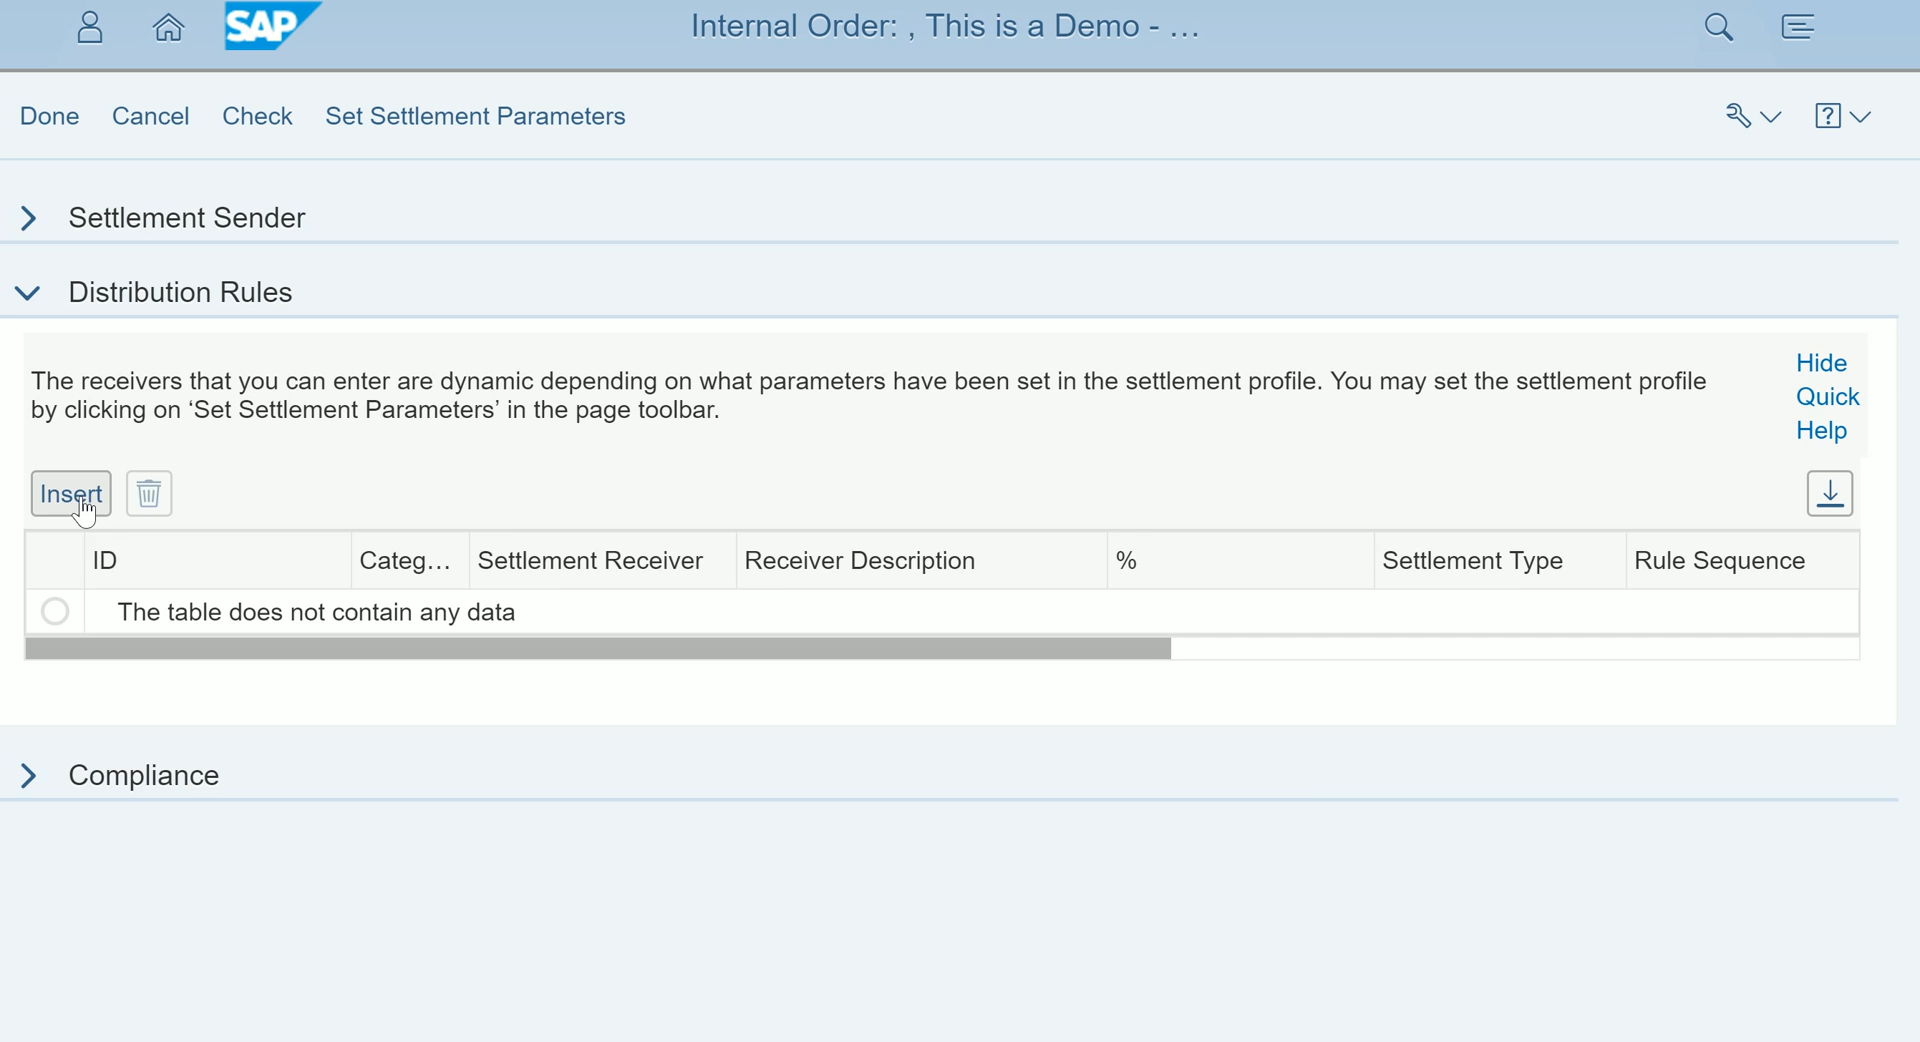 SAP
Internal Order: , This is a Demo - ...
Done Cancel Check Set Settlement Parameters
Settlement Sender
Distribution Rules
The receivers that you can enter are dynamic depending on what parameters have been set in the settlement profile. You may set the settlement profile
by clicking on ‘Set Settlement Parameters’ in the page toolbar.
Hide
Quick
Help
Insert
ID Categ... Settlement Receiver Receiver Description % Settlement Type Rule Sequence
The table does not contain any data
Compliance